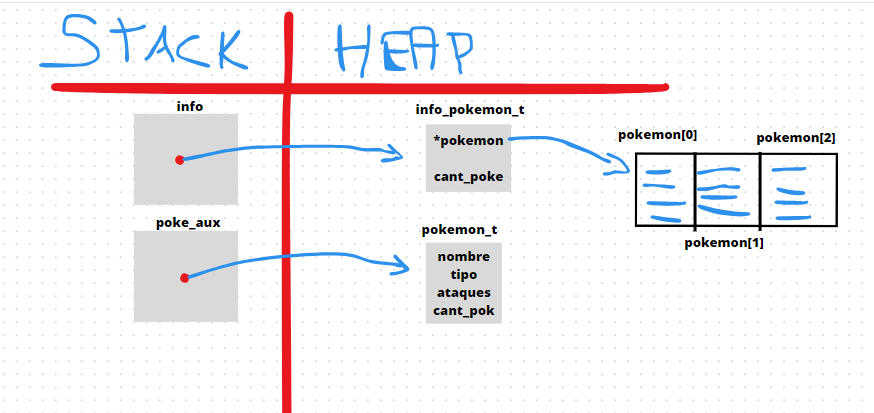 STACK HEAP
info
info_pokemon_t
*pokemon
cant_poke
pokemon[0]
pokemon[2]
pokemon[1]
poke_aux
pokemon_t
nombre
tipo
ataques
cant_pok